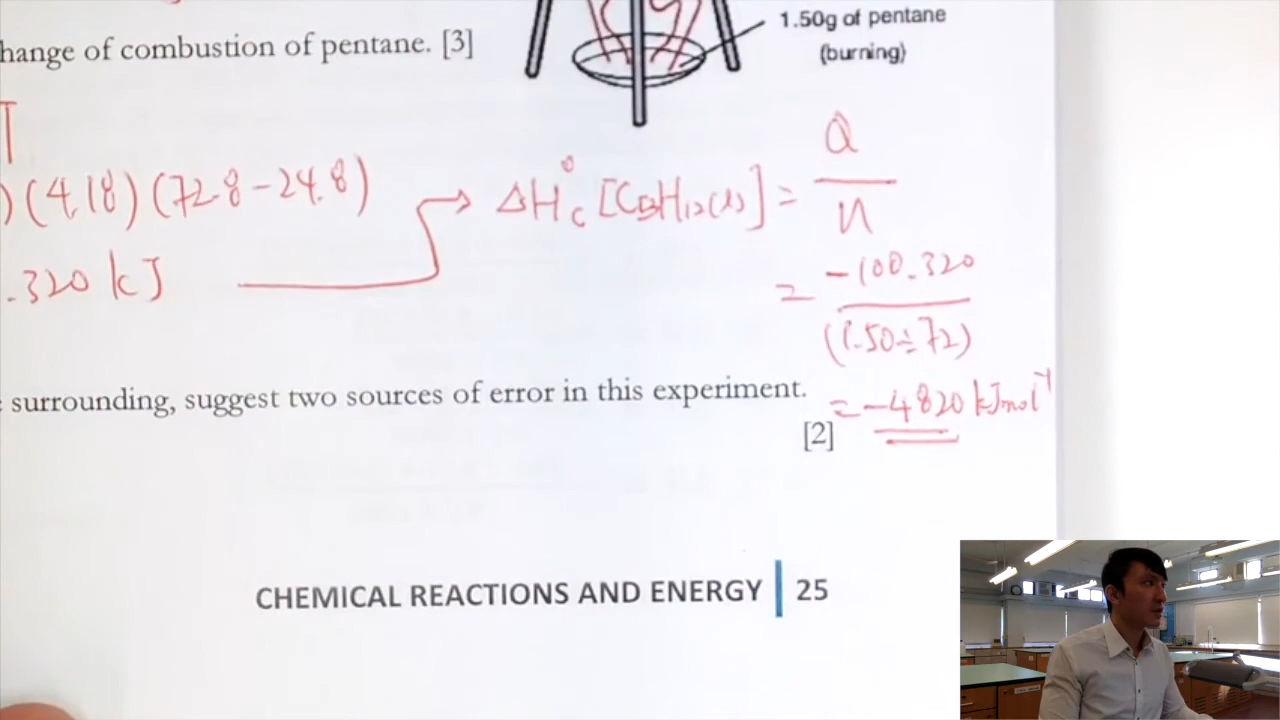 1.50g of pentane
(burning)
hange of combustion of pentane. [3]
)(4.18)(72.8-24.8)
.320 kJ
ΔH°c [C5H12(l)] = Q/n
= -100.320/(1.50÷72)
= -4820 kJmol⁻¹
surrounding, suggest two sources of error in this experiment.
[2]
CHEMICAL REACTIONS AND ENERGY | 25